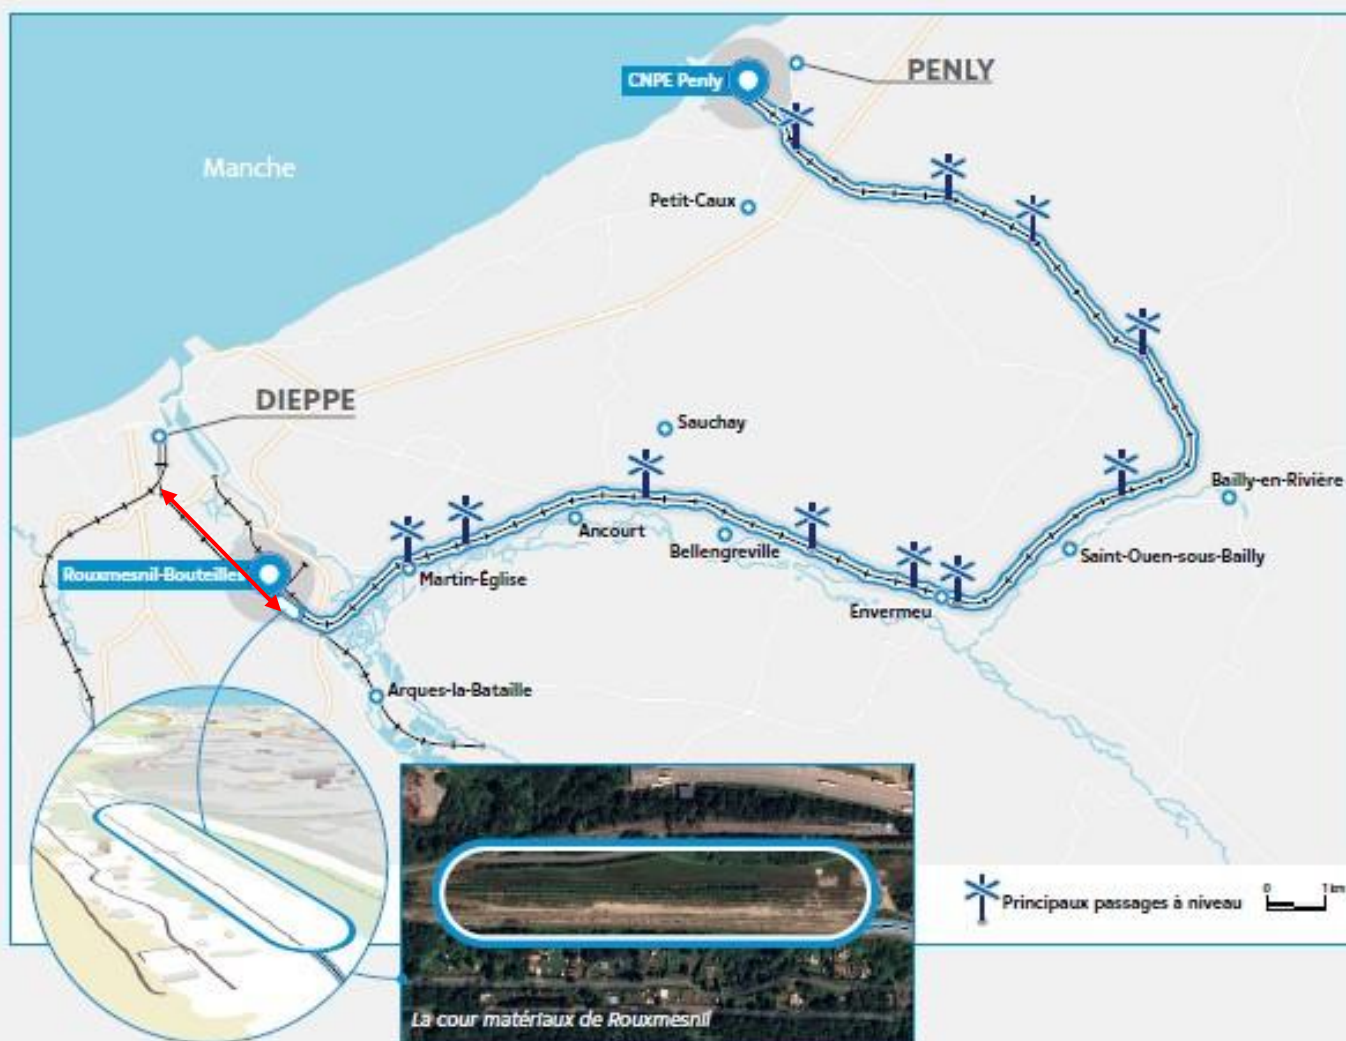 CNPE Penly
PENLY
Manche
Petit-Caux
DIEPPE
Sauchay
Bailly-en-Rivière
Ancourt
Bellengreville
Saint-Ouen-sous-Bailly
Rouxmesnil-Bouteilles
Martin-Église
Envermeu
Arques-la-Bataille
Principaux passages à niveau
0 1 km
La cour matériaux de Rouxmesnil